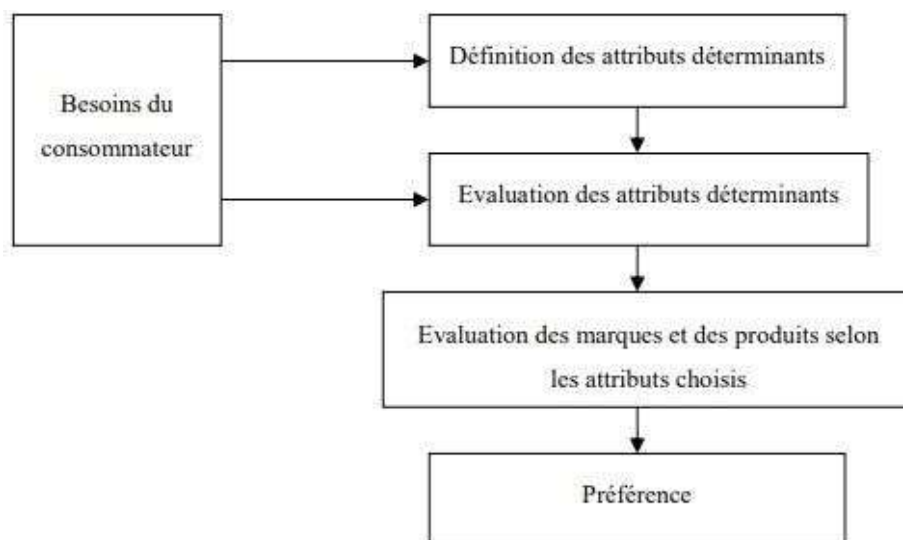 Besoins du
consommateur
Définition des attributs déterminants
Evaluation des attributs déterminants
Evaluation des marques et des produits selon
les attributs choisis
Préférence